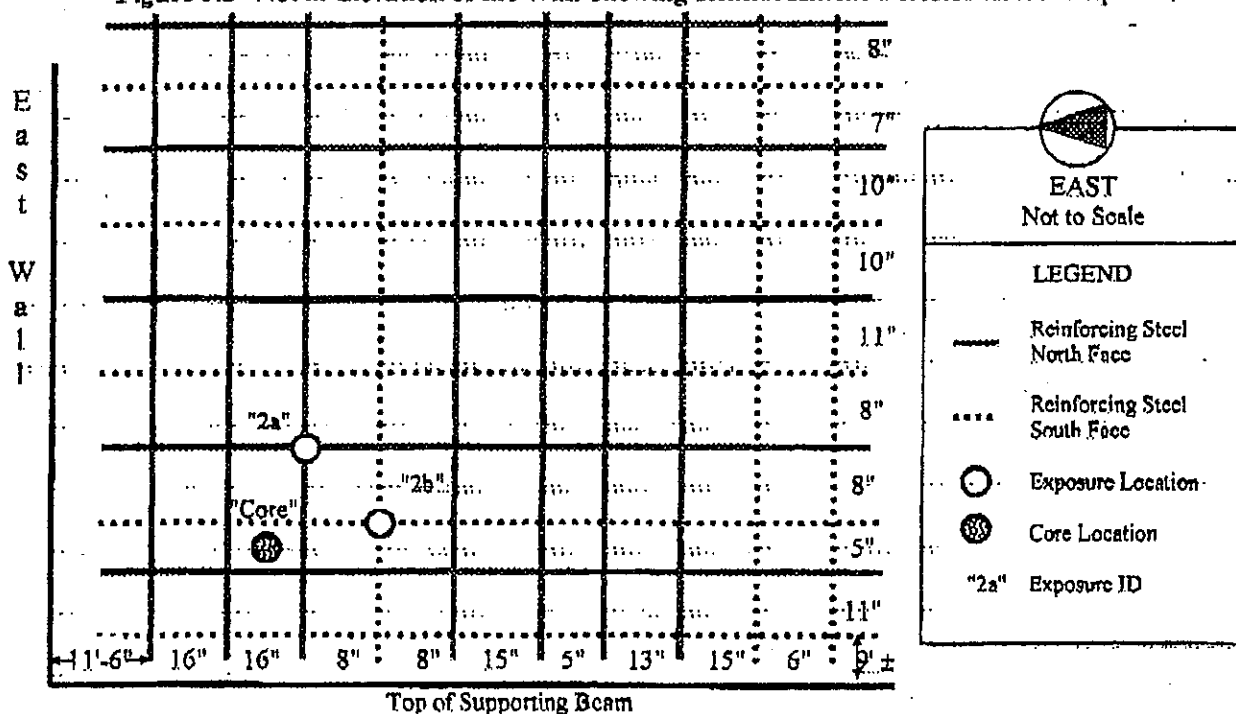 8"
7"
10"
10"
11"
8"
8"
5"
11"
East Wall
"2a"
"2b"
"Core"
11'-6" 16" 16" 8" 8" 15" 5" 13" 15" 6" 9' ±
Top of Supporting Beam
EAST
Not to Scale
LEGEND
Reinforcing Steel
North Face
Reinforcing Steel
South Face
Exposure Location
Core Location
"2a" Exposure ID